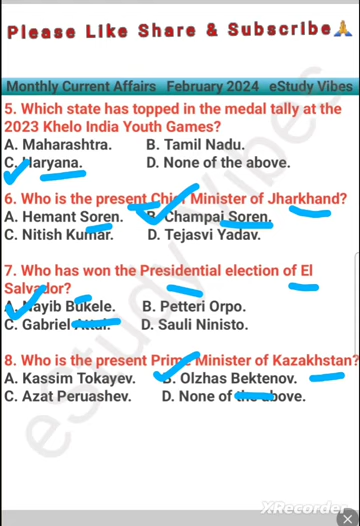 Please Like Share & Subscribe🙏
Monthly Current Affairs February 2024 eStudy Vibes
5. Which state has topped in the medal tally at the
2023 Khelo India Youth Games?
A. Maharashtra. B. Tamil Nadu.
C. Haryana. D. None of the above.
6. Who is the present Chief Minister of Jharkhand?
A. Hemant Soren. B. Champai Soren.
C. Nitish Kumar. D. Tejasvi Yadav.
7. Who has won the Presidential election of El
Salvador?
A. Nayib Bukele. B. Petteri Orpo.
C. Gabriel Attal. D. Sauli Ninisto.
8. Who is the present Prime Minister of Kazakhstan?
A. Kassim Tokayev. B. Olzhas Bektenov.
C. Azat Peruashev. D. None of the above.
eStudy Vibes
XRecorder